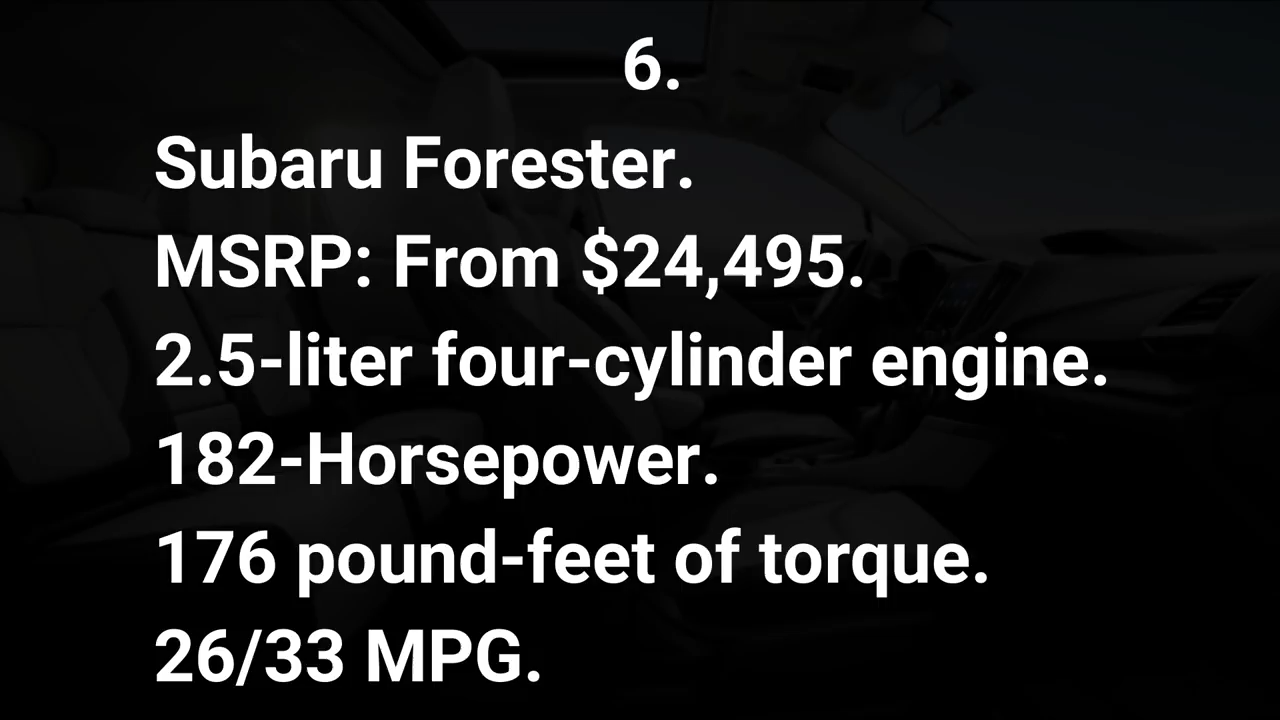 6.
Subaru Forester.
MSRP: From $24,495.
2.5-liter four-cylinder engine.
182-Horsepower.
176 pound-feet of torque.
26/33 MPG.